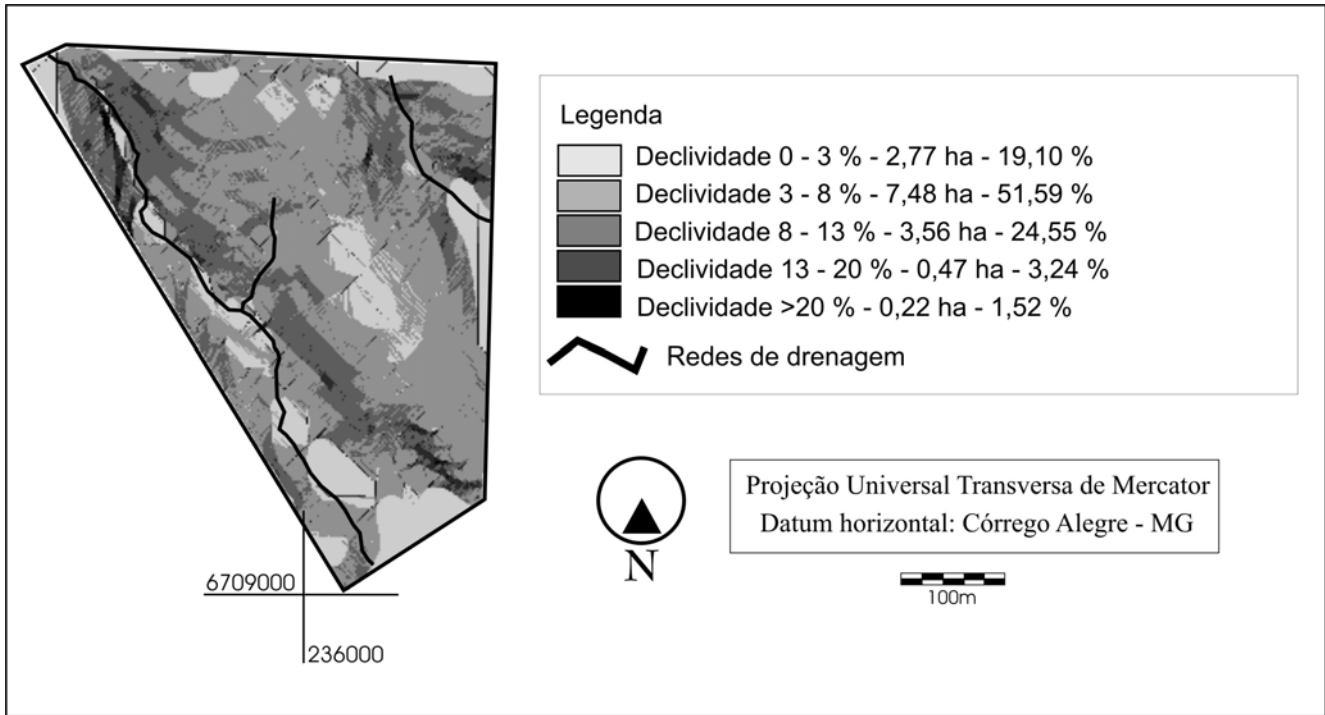 Legenda
Declividade 0 - 3 % - 2,77 ha - 19,10 %
Declividade 3 - 8 % - 7,48 ha - 51,59 %
Declividade 8 - 13 % - 3,56 ha - 24,55 %
Declividade 13 - 20 % - 0,47 ha - 3,24 %
Declividade >20 % - 0,22 ha - 1,52 %
Redes de drenagem
Projeção Universal Transversa de Mercator
Datum horizontal: Córrego Alegre - MG
N
100m
6709000
236000